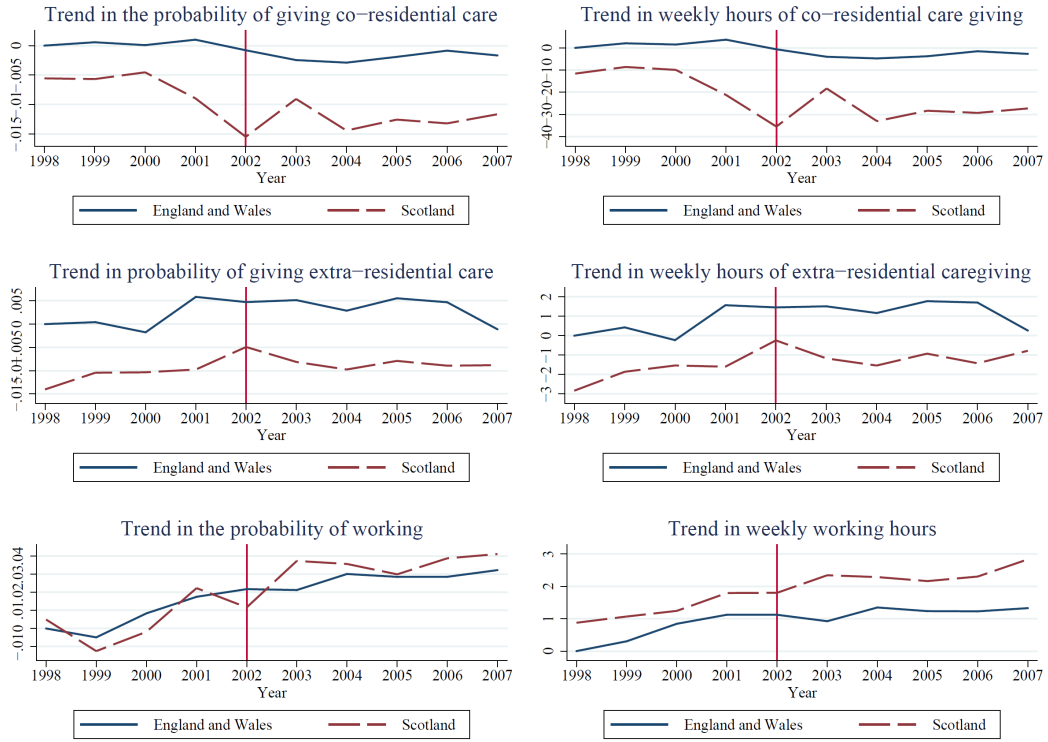 Trend in the probability of giving co−residential care
−.015−.01−.005 0
1998 1999 2000 2001 2002 2003 2004 2005 2006 2007
Year
England and Wales Scotland
Trend in weekly hours of co−residential care giving
−40−30−20−10 0
1998 1999 2000 2001 2002 2003 2004 2005 2006 2007
Year
England and Wales Scotland
Trend in probability of giving extra−residential care
−.015−.01−.005 0 .005
1998 1999 2000 2001 2002 2003 2004 2005 2006 2007
Year
England and Wales Scotland
Trend in weekly hours of extra−residential caregiving
−3 −2 −1 0 1 2
1998 1999 2000 2001 2002 2003 2004 2005 2006 2007
Year
England and Wales Scotland
Trend in the probability of working
−.01 0 .01 .02 .03 .04
1998 1999 2000 2001 2002 2003 2004 2005 2006 2007
Year
England and Wales Scotland
Trend in weekly working hours
0 1 2 3
1998 1999 2000 2001 2002 2003 2004 2005 2006 2007
Year
England and Wales Scotland